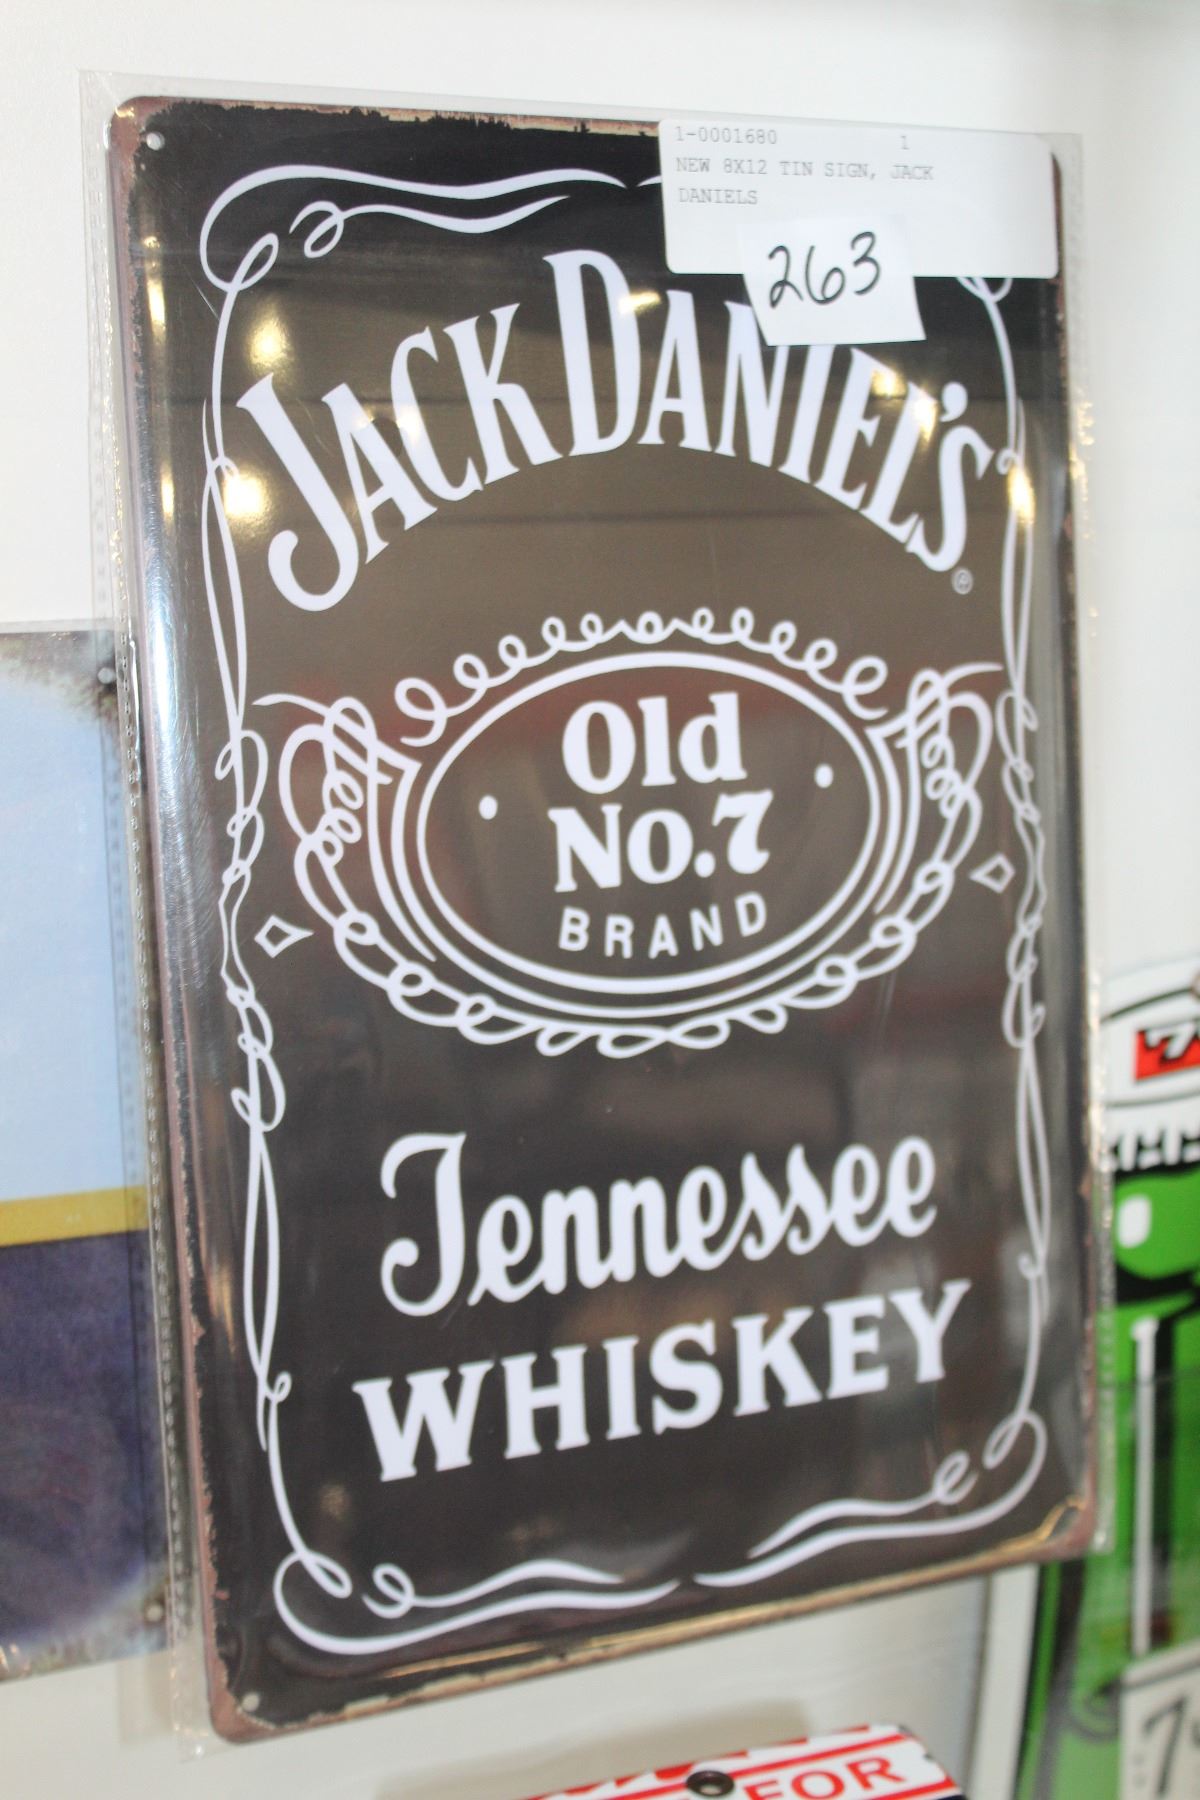 1-0001680 1
NEW 8X12 TIN SIGN, JACK
DANIELS
263
JACK DANIEL'S
®
Old
No.7
BRAND
Tennessee
WHISKEY
7
FOR